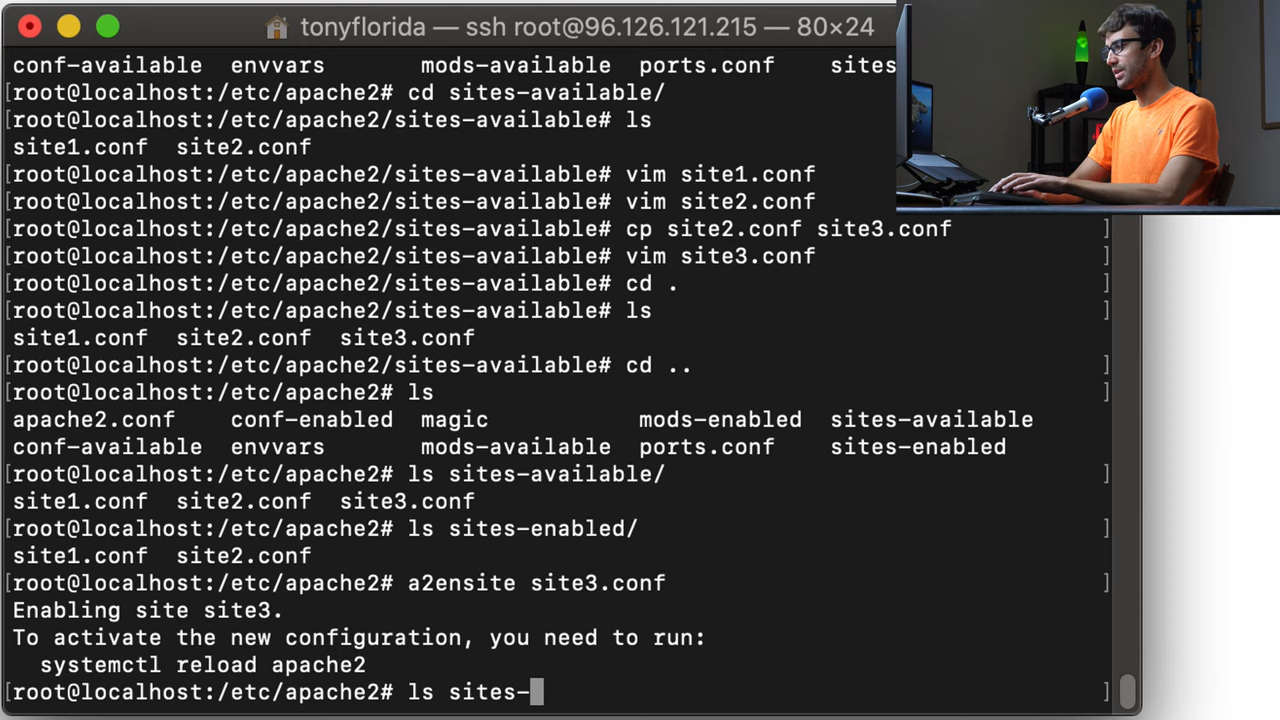 tonyflorida — ssh root@96.126.121.215 — 80×24
conf-available envvars mods-available ports.conf sites
[root@localhost:/etc/apache2# cd sites-available/
[root@localhost:/etc/apache2/sites-available# ls
site1.conf site2.conf
[root@localhost:/etc/apache2/sites-available# vim site1.conf
[root@localhost:/etc/apache2/sites-available# vim site2.conf
[root@localhost:/etc/apache2/sites-available# cp site2.conf site3.conf ]
[root@localhost:/etc/apache2/sites-available# vim site3.conf ]
[root@localhost:/etc/apache2/sites-available# cd . ]
[root@localhost:/etc/apache2/sites-available# ls ]
site1.conf site2.conf site3.conf
[root@localhost:/etc/apache2/sites-available# cd .. ]
[root@localhost:/etc/apache2# ls ]
apache2.conf conf-enabled magic mods-enabled sites-available
conf-available envvars mods-available ports.conf sites-enabled
[root@localhost:/etc/apache2# ls sites-available/ ]
site1.conf site2.conf site3.conf
[root@localhost:/etc/apache2# ls sites-enabled/ ]
site1.conf site2.conf
[root@localhost:/etc/apache2# a2ensite site3.conf ]
Enabling site site3.
To activate the new configuration, you need to run:
systemctl reload apache2
[root@localhost:/etc/apache2# ls sites- ]